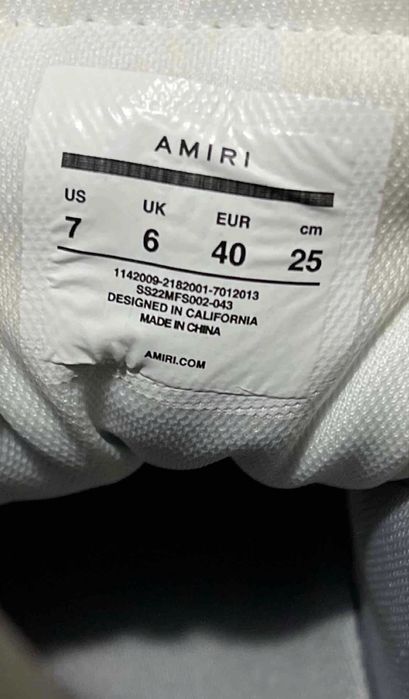 AMIRI
US UK EUR cm
7 6 40 25
1142009-2182001-7012013
SS22MFS002-043
DESIGNED IN CALIFORNIA
MADE IN CHINA
AMIRI.COM